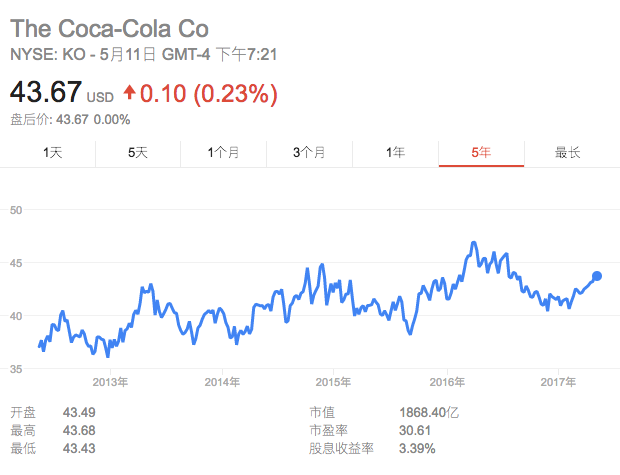 The Coca-Cola Co
NYSE: KO - 5月11日 GMT-4 下午7:21
43.67 USD 0.10 (0.23%)
盘后价: 43.67 0.00%
1天 5天 1个月 3个月 1年 5年 最长
50
45
40
35
2013年 2014年 2015年 2016年 2017年
开盘 43.49 市值 1868.40亿
最高 43.68 市盈率 30.61
最低 43.43 股息收益率 3.39%